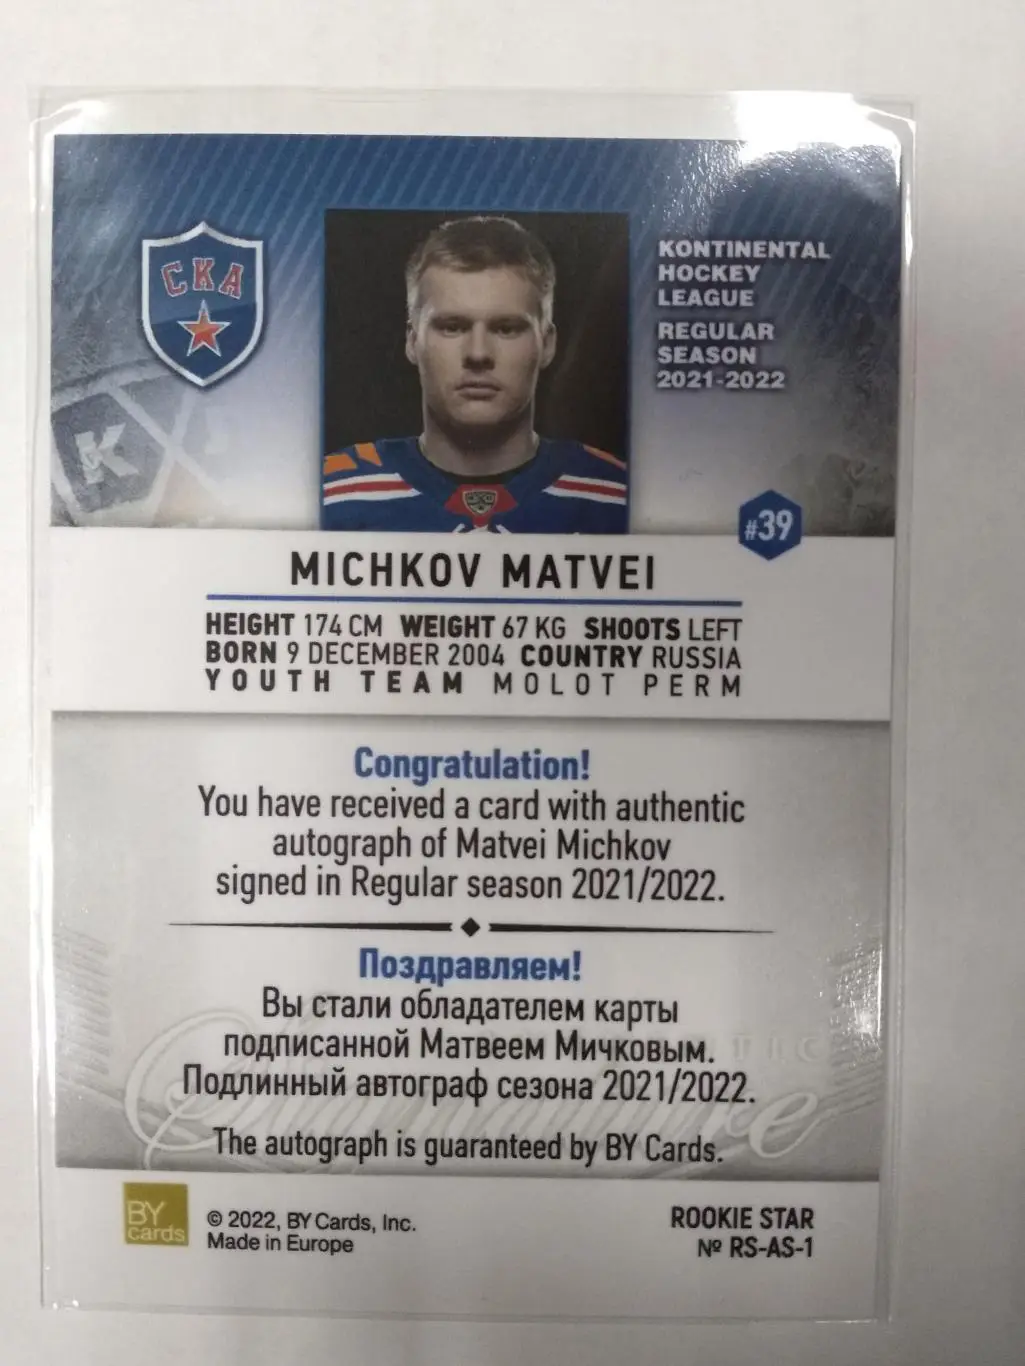 СКА
KONTINENTAL
HOCKEY
LEAGUE
REGULAR
SEASON
2021-2022
K
#39
MICHKOV MATVEI
HEIGHT 174 CM WEIGHT 67 KG SHOOTS LEFT
BORN 9 DECEMBER 2004 COUNTRY RUSSIA
YOUTH TEAM MOLOT PERM
Congratulation!
You have received a card with authentic
autograph of Matvei Michkov
signed in Regular season 2021/2022.
Поздравляем!
Вы стали обладателем карты
подписанной Матвеем Мичковым.
Подлинный автограф сезона 2021/2022.
Signature
The autograph is guaranteed by BY Cards.
BY
cards
© 2022, BY Cards, Inc.
Made in Europe
ROOKIE STAR
№ RS-AS-1